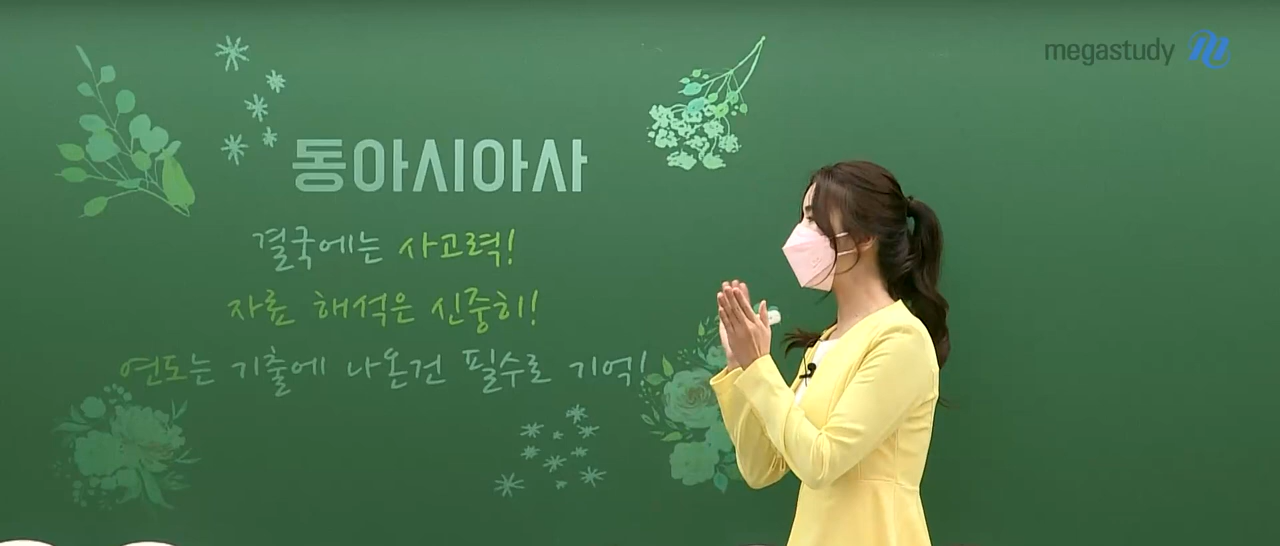 megastudy
동아시아사
결국에는 사고력!
자료 해석은 신중히!
연도는 기출에 나온건 필수로 기억!